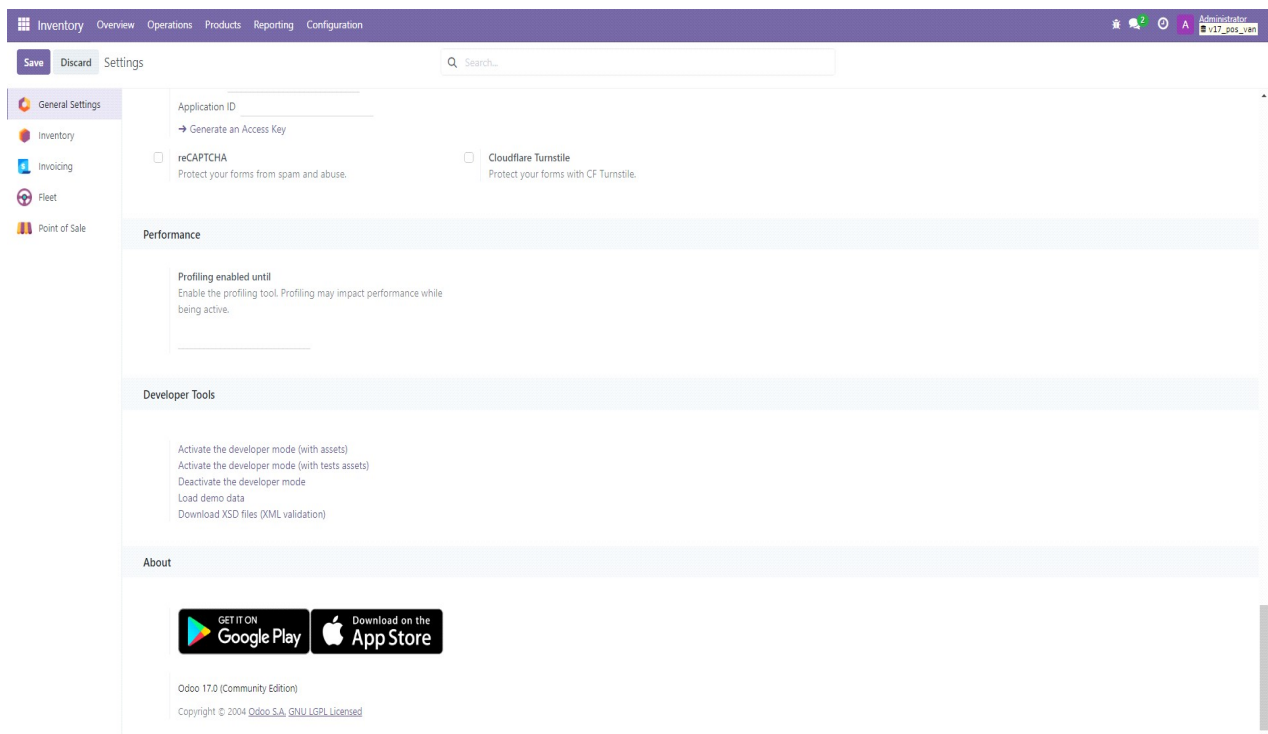 Inventory Overview Operations Products Reporting Configuration 2 A Administrator
v17_pos_van
Save Discard Settings Search...
General Settings
Inventory
Invoicing
Fleet
Point of Sale
Application ID
→ Generate an Access Key
reCAPTCHA
Protect your forms from spam and abuse.
Cloudflare Turnstile
Protect your forms with CF Turnstile.
Performance
Profiling enabled until
Enable the profiling tool. Profiling may impact performance while
being active.
Developer Tools
Activate the developer mode (with assets)
Activate the developer mode (with tests assets)
Deactivate the developer mode
Load demo data
Download XSD files (XML validation)
About
GET IT ON
Google Play
Download on the
App Store
Odoo 17.0 (Community Edition)
Copyright © 2004 Odoo S.A. GNU LGPL Licensed